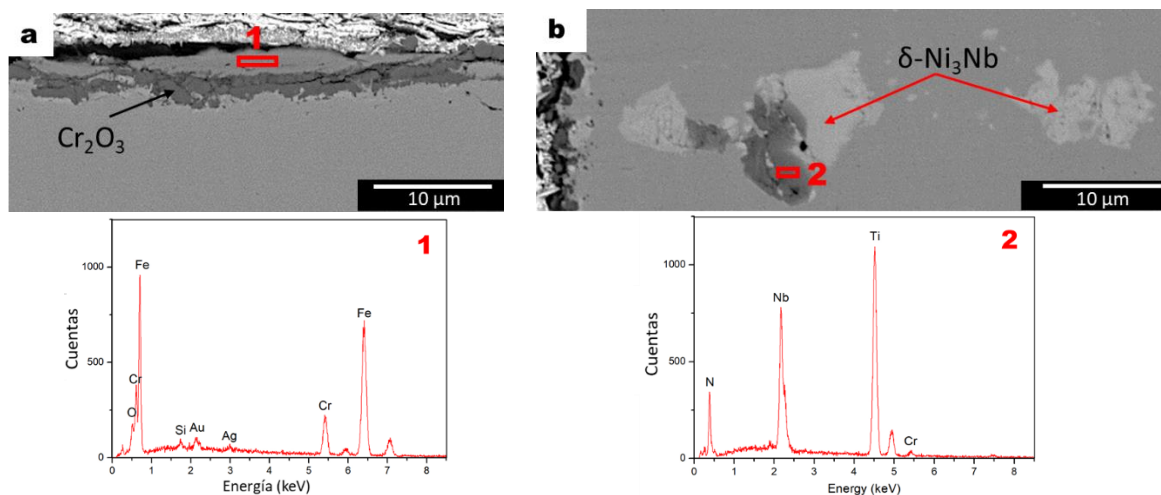 a
1
Cr₂O₃
10 µm
b
δ-Ni₃Nb
2
10 µm
1
1000
500
0
Cuentas
Fe
Cr
O
Si
Au
Ag
Cr
Fe
0 1 2 3 4 5 6 7 8
Energía (keV)
2
1000
500
0
Cuentas
N
Nb
Ti
Cr
0 1 2 3 4 5 6 7 8
Energy (keV)